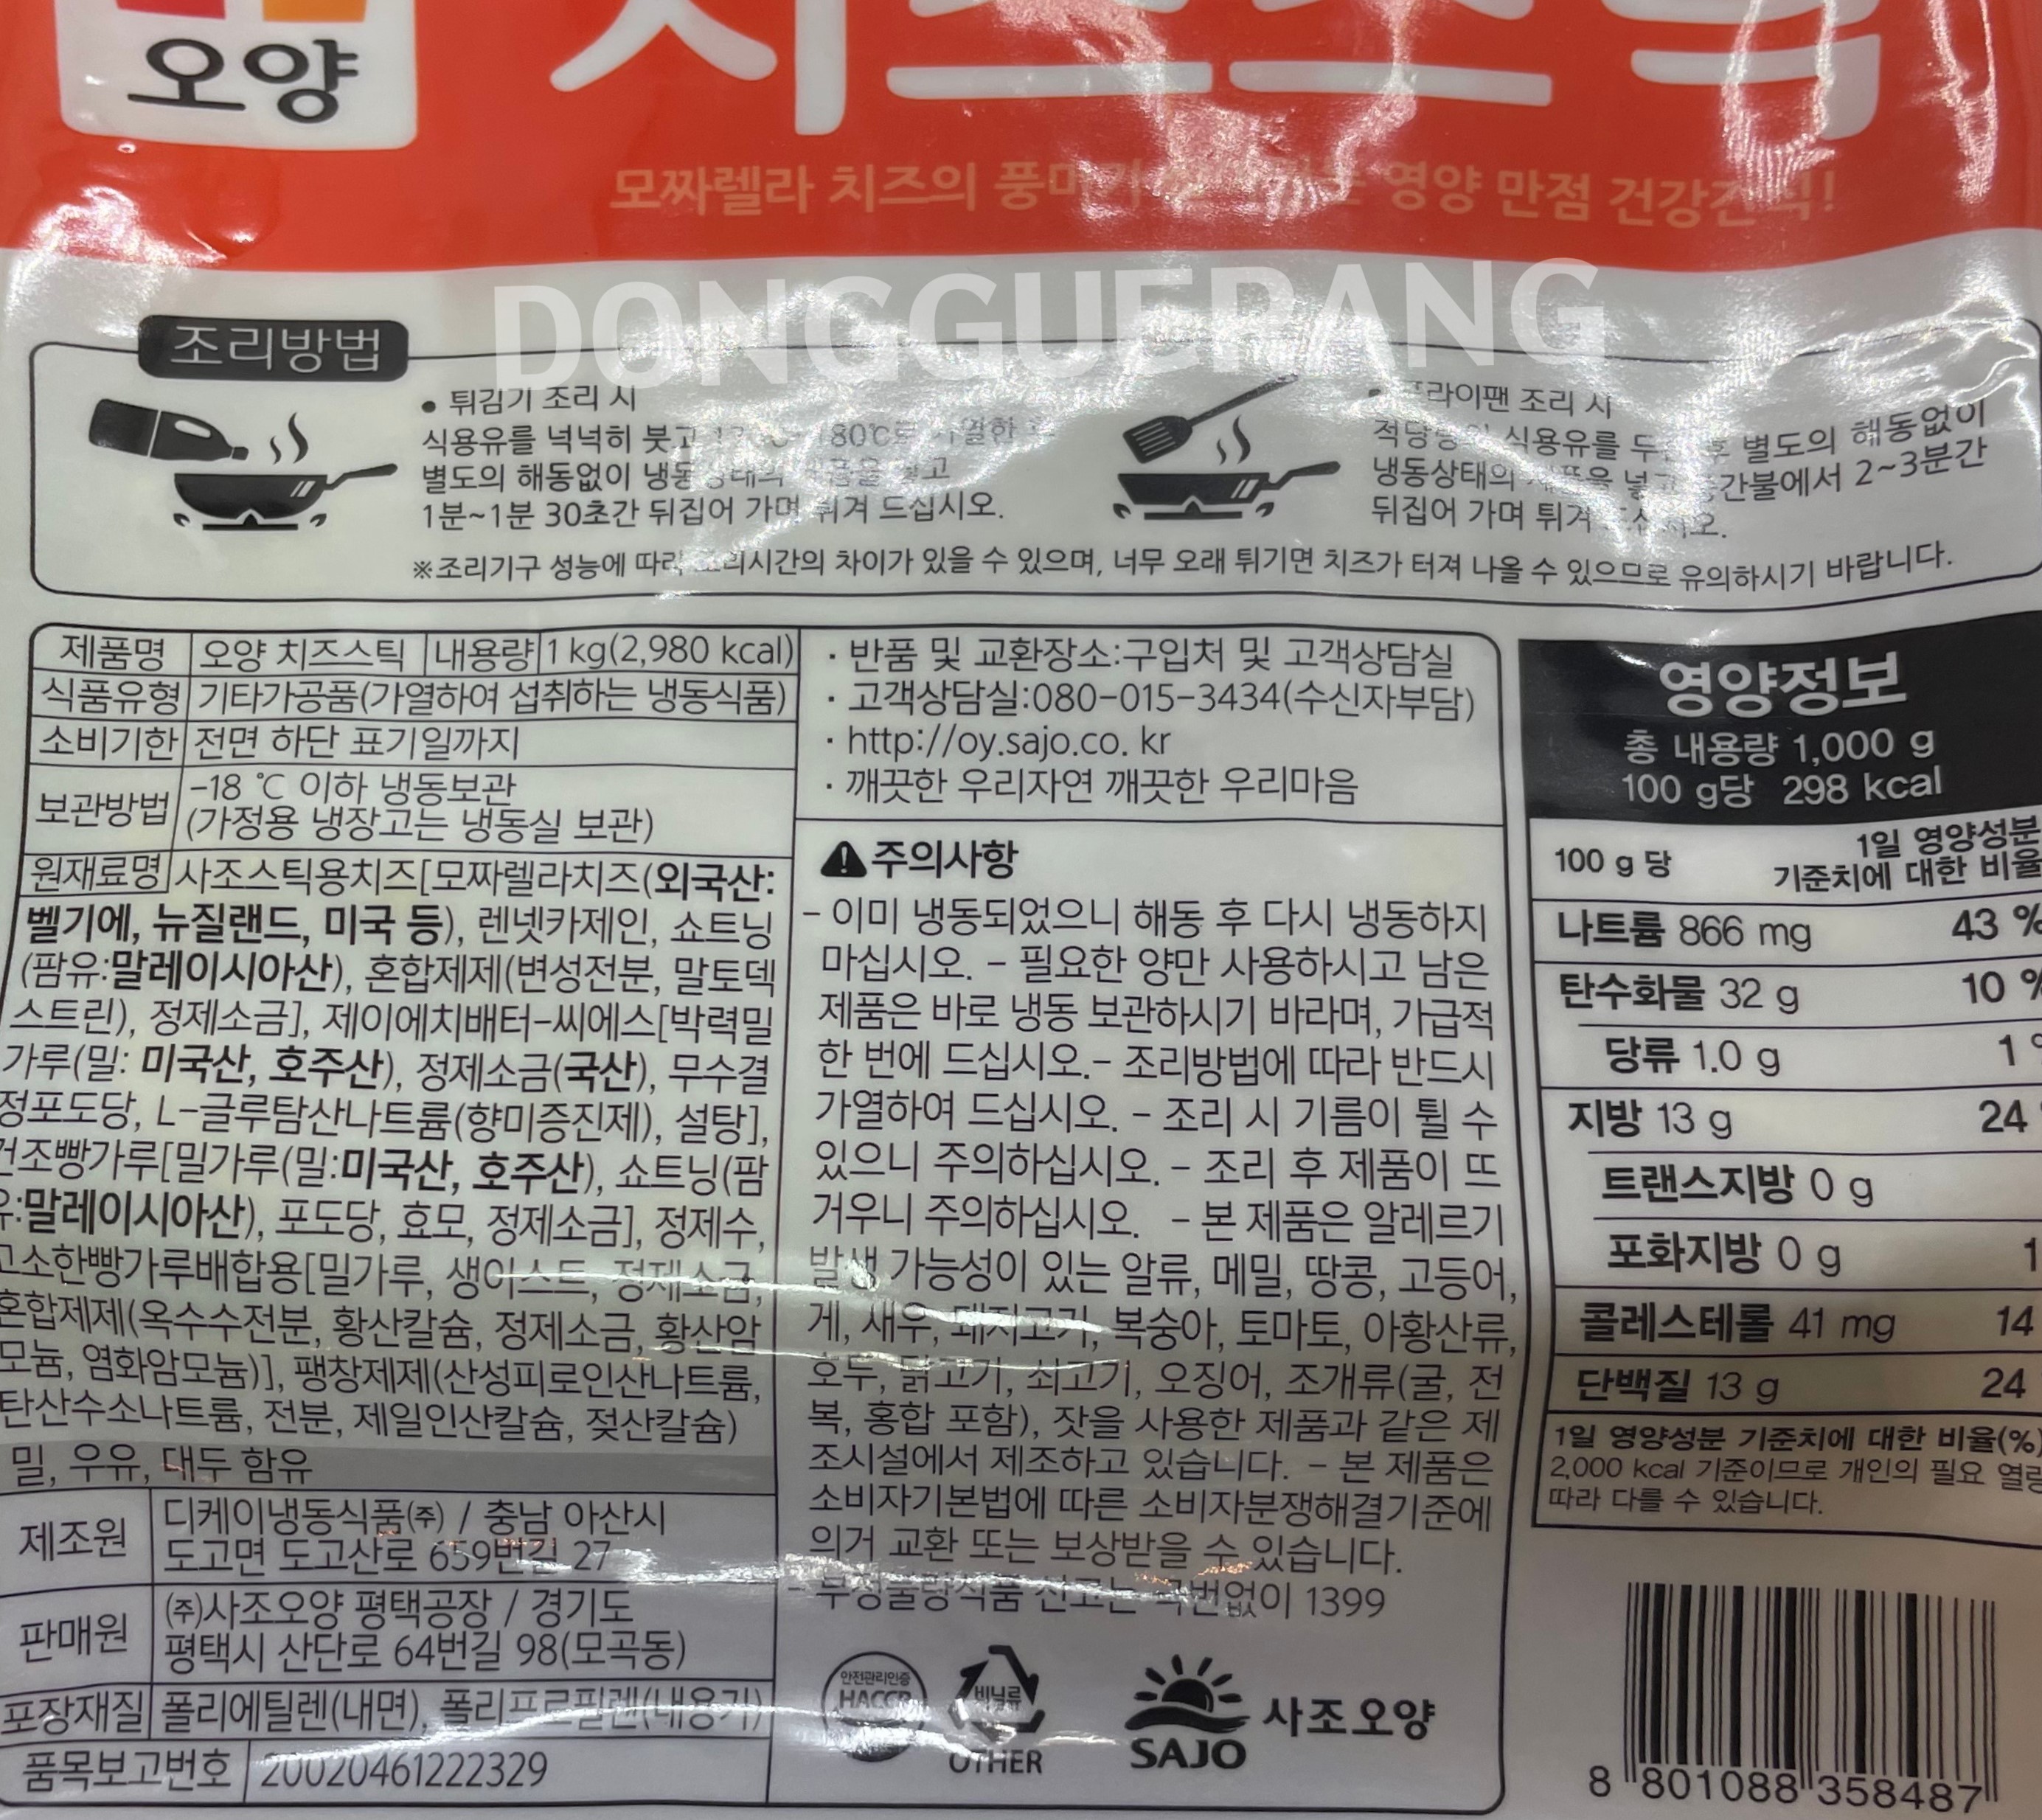 오양
치즈스틱
모짜렐라 치즈의 영양 만점 건강간식!
DONGGUERANG
조리방법
• 튀김기 조리 시
식용유를 넉넉히 붓고 180℃로 가열한 후
별도의 해동없이 냉동상태의 제품을 넣고
1분~1분 30초간 뒤집어 가며 튀겨 드십시오.
프라이팬 조리 시
적당량의 식용유를 두른 후 별도의 해동없이
냉동상태의 제품을 넣고 중간불에서 2~3분간
뒤집어 가며 튀겨 드십시오.
※조리기구 성능에 따라 조리시간의 차이가 있을 수 있으며, 너무 오래 튀기면 치즈가 터져 나올 수 있으므로 유의하시기 바랍니다.
제품명 오양 치즈스틱 내용량 1 kg(2,980 kcal)
식품유형 기타가공품(가열하여 섭취하는 냉동식품)
소비기한 전면 하단 표기일까지
보관방법 -18 ℃ 이하 냉동보관
(가정용 냉장고는 냉동실 보관)
원재료명 사조스틱용치즈[모짜렐라치즈(외국산:
벨기에, 뉴질랜드, 미국 등), 렌넷카제인, 쇼트닝
(팜유:말레이시아산), 혼합제제(변성전분, 말토덱
스트린), 정제소금], 제이에치배터-씨에스[박력밀
가루(밀: 미국산, 호주산), 정제소금(국산), 무수결
정포도당, L-글루탐산나트륨(향미증진제), 설탕],
건조빵가루[밀가루(밀:미국산, 호주산), 쇼트닝(팜
유:말레이시아산), 포도당, 효모, 정제소금], 정제수,
고소한빵가루배합용[밀가루, 생이스트, 정제소금,
혼합제제(옥수수전분, 황산칼슘, 정제소금, 황산암
모늄, 염화암모늄)], 팽창제제(산성피로인산나트륨,
탄산수소나트륨, 전분, 제일인산칼슘, 젖산칼슘)
밀, 우유, 대두 함유
제조원 디케이냉동식품(주) / 충남 아산시
도고면 도고산로 659번길 27
판매원 (주)사조오양 평택공장 / 경기도
평택시 산단로 64번길 98(모곡동)
포장재질 폴리에틸렌(내면), 폴리프로필렌(내용기)
품목보고번호 20020461222329
· 반품 및 교환장소:구입처 및 고객상담실
· 고객상담실:080-015-3434(수신자부담)
· http://oy.sajo.co. kr
· 깨끗한 우리자연 깨끗한 우리마음
주의사항
- 이미 냉동되었으니 해동 후 다시 냉동하지
마십시오. - 필요한 양만 사용하시고 남은
제품은 바로 냉동 보관하시기 바라며, 가급적
한 번에 드십시오.- 조리방법에 따라 반드시
가열하여 드십시오. - 조리 시 기름이 튈 수
있으니 주의하십시오. - 조리 후 제품이 뜨
거우니 주의하십시오. - 본 제품은 알레르기
발생 가능성이 있는 알류, 메밀, 땅콩, 고등어,
게, 새우, 돼지고기, 복숭아, 토마토, 아황산류,
호두, 닭고기, 쇠고기, 오징어, 조개류(굴, 전
복, 홍합 포함), 잣을 사용한 제품과 같은 제
조시설에서 제조하고 있습니다. - 본 제품은
소비자기본법에 따른 소비자분쟁해결기준에
의거 교환 또는 보상받을 수 있습니다.
- 부정불량식품 신고는 국번없이 1399
안전관리인증
HACCP
비닐류
OTHER
SAJO
사조오양
영양정보
총 내용량 1,000 g
100 g당 298 kcal
100 g 당 1일 영양성분
기준치에 대한 비율
나트륨 866 mg 43 %
탄수화물 32 g 10 %
당류 1.0 g 1
지방 13 g 24
트랜스지방 0 g
포화지방 0 g 1
콜레스테롤 41 mg 14
단백질 13 g 24
1일 영양성분 기준치에 대한 비율(%)
2,000 kcal 기준이므로 개인의 필요 열량
따라 다를 수 있습니다.
8 801088 358487